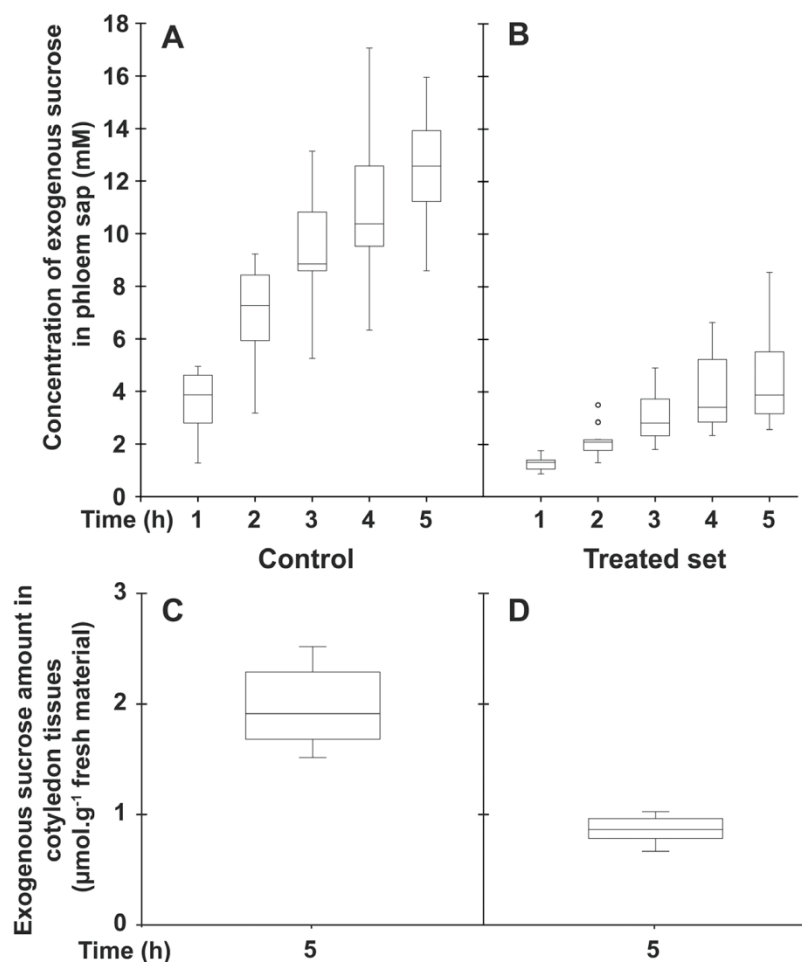 Concentration of exogenous sucrose
in phloem sap (mM)
18
16
14
12
10
8
6
4
2
0
A
B
Time (h) 1 2 3 4 5 1 2 3 4 5
Control Treated set
Exogenous sucrose amount in
cotyledon tissues
(µmol.g⁻¹ fresh material)
3
2
1
0
C
D
Time (h) 5 5